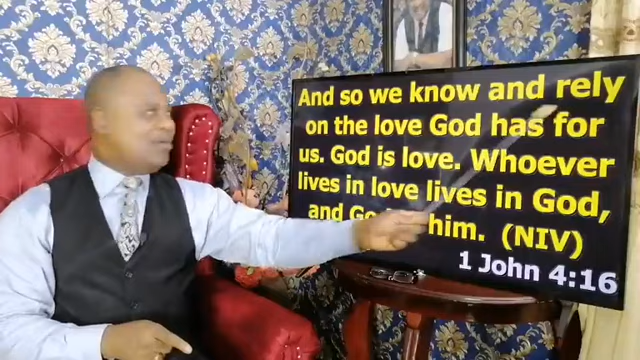 And so we know and rely
on the love God has for
us. God is love. Whoever
lives in love lives in God,
and God him. (NIV)
1 John 4:16